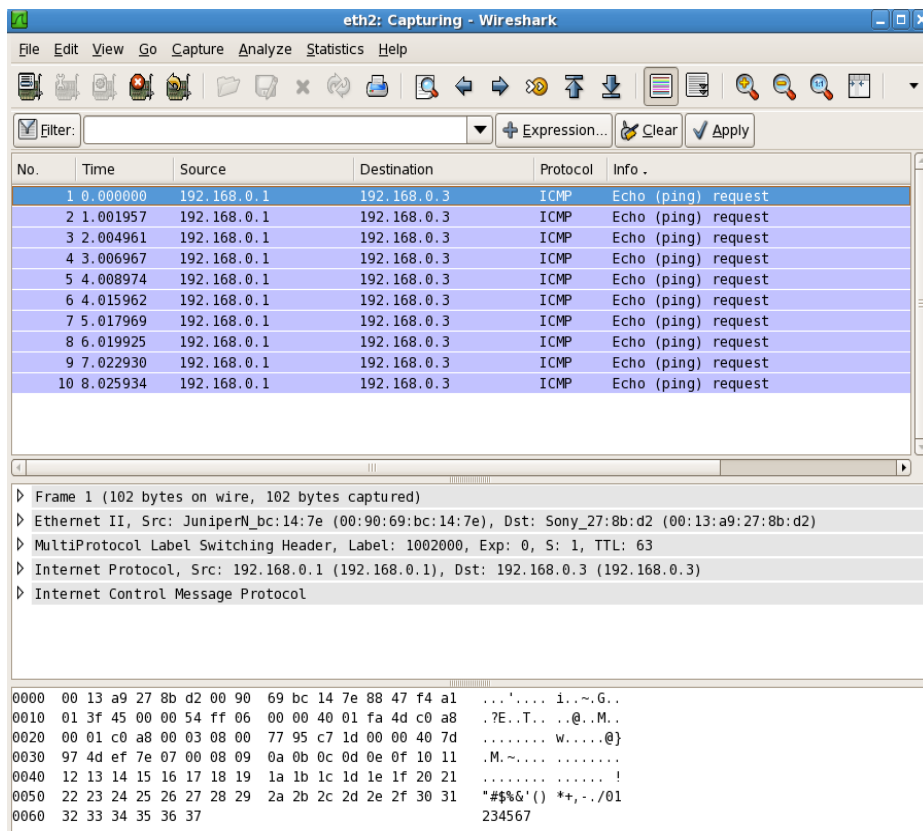 eth2: Capturing - Wireshark
File Edit View Go Capture Analyze Statistics Help
Filter: Expression... Clear Apply
No. Time Source Destination Protocol Info
1 0.000000 192.168.0.1 192.168.0.3 ICMP Echo (ping) request
2 1.001957 192.168.0.1 192.168.0.3 ICMP Echo (ping) request
3 2.004961 192.168.0.1 192.168.0.3 ICMP Echo (ping) request
4 3.006967 192.168.0.1 192.168.0.3 ICMP Echo (ping) request
5 4.008974 192.168.0.1 192.168.0.3 ICMP Echo (ping) request
6 4.015962 192.168.0.1 192.168.0.3 ICMP Echo (ping) request
7 5.017969 192.168.0.1 192.168.0.3 ICMP Echo (ping) request
8 6.019925 192.168.0.1 192.168.0.3 ICMP Echo (ping) request
9 7.022930 192.168.0.1 192.168.0.3 ICMP Echo (ping) request
10 8.025934 192.168.0.1 192.168.0.3 ICMP Echo (ping) request
Frame 1 (102 bytes on wire, 102 bytes captured)
Ethernet II, Src: JuniperN_bc:14:7e (00:90:69:bc:14:7e), Dst: Sony_27:8b:d2 (00:13:a9:27:8b:d2)
MultiProtocol Label Switching Header, Label: 1002000, Exp: 0, S: 1, TTL: 63
Internet Protocol, Src: 192.168.0.1 (192.168.0.1), Dst: 192.168.0.3 (192.168.0.3)
Internet Control Message Protocol
0000 00 13 a9 27 8b d2 00 90 69 bc 14 7e 88 47 f4 a1 ...'.... i..~.G..
0010 01 3f 45 00 00 54 ff 06 00 00 40 01 fa 4d c0 a8 .?E..T.. ..@..M..
0020 00 01 c0 a8 00 03 08 00 77 95 c7 1d 00 00 40 7d ........ w.....@}
0030 97 4d ef 7e 07 00 08 09 0a 0b 0c 0d 0e 0f 10 11 .M.~.... ........
0040 12 13 14 15 16 17 18 19 1a 1b 1c 1d 1e 1f 20 21 ........ ...... !
0050 22 23 24 25 26 27 28 29 2a 2b 2c 2d 2e 2f 30 31 "#$%&'() *+,-./01
0060 32 33 34 35 36 37 234567